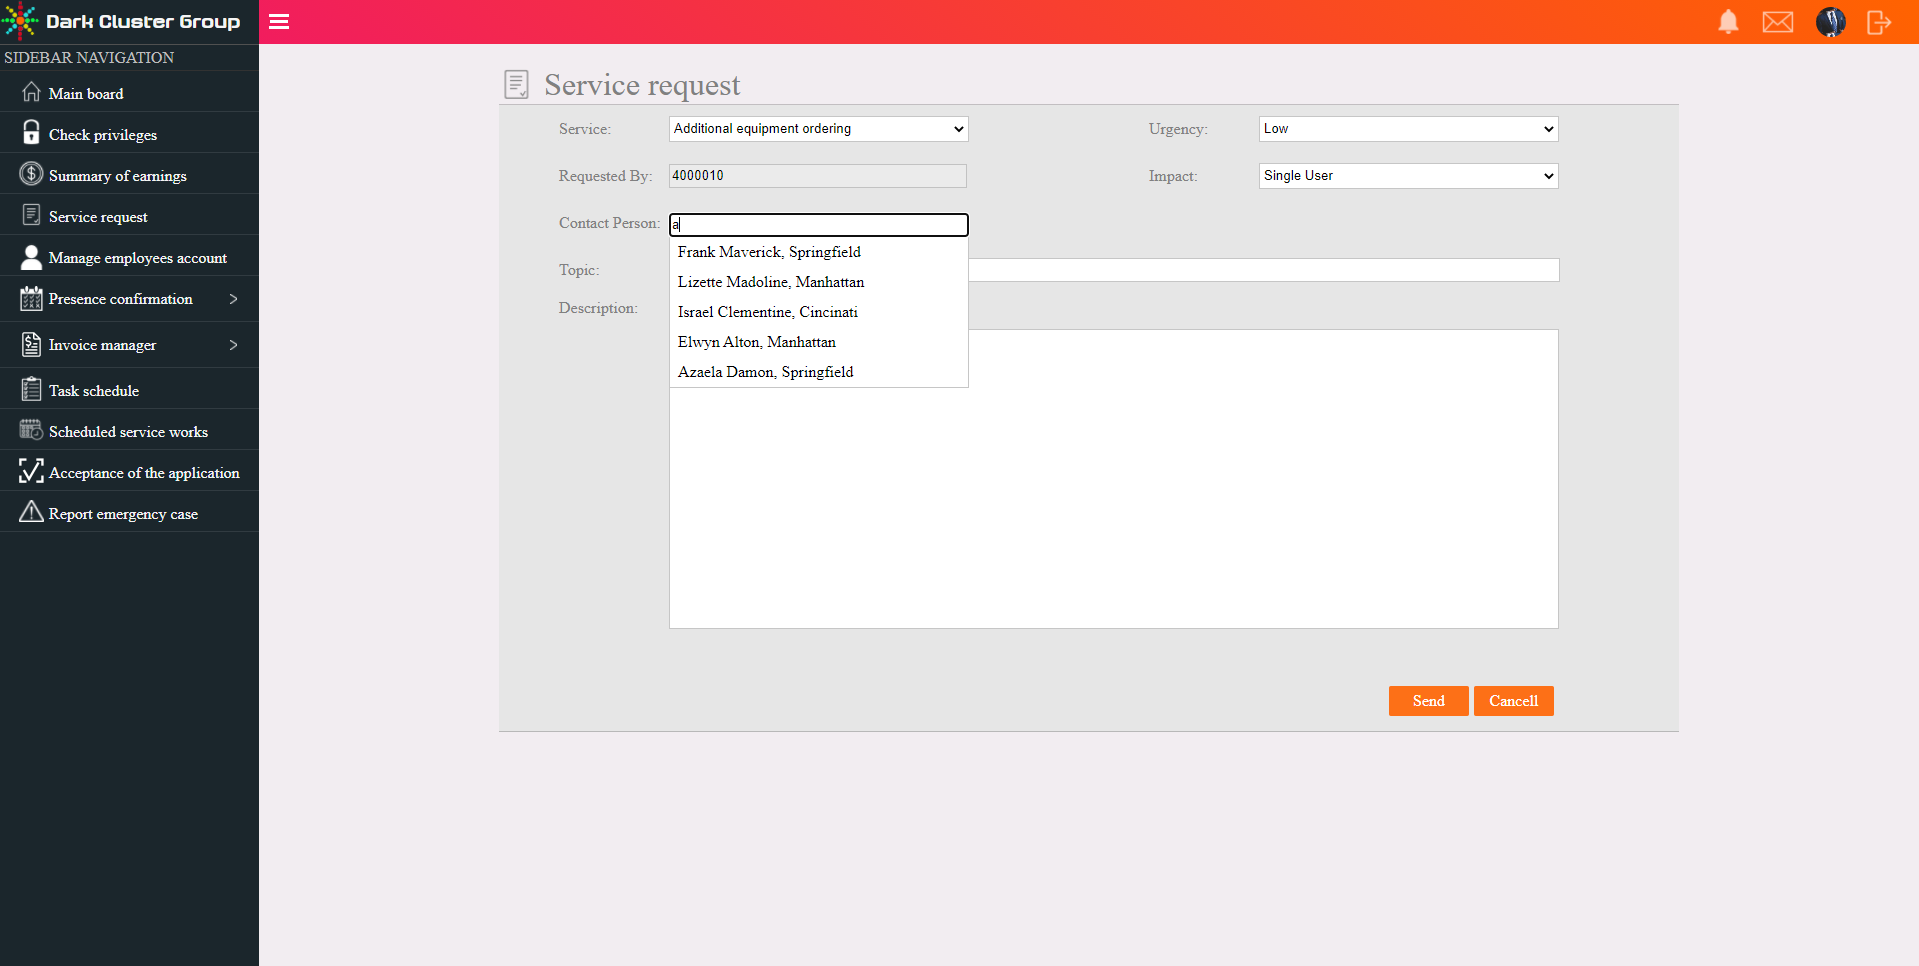 Dark Cluster Group
SIDEBAR NAVIGATION
Main board
Check privileges
Summary of earnings
Service request
Manage employees account
Presence confirmation >
Invoice manager >
Task schedule
Scheduled service works
Acceptance of the application
Report emergency case
Service request
Service: Additional equipment ordering Urgency: Low
Requested By: 4000010 Impact: Single User
Contact Person: a
Frank Maverick, Springfield
Topic:
Lizette Madoline, Manhattan
Description:
Israel Clementine, Cincinati
Elwyn Alton, Manhattan
Azaela Damon, Springfield
Send Cancell